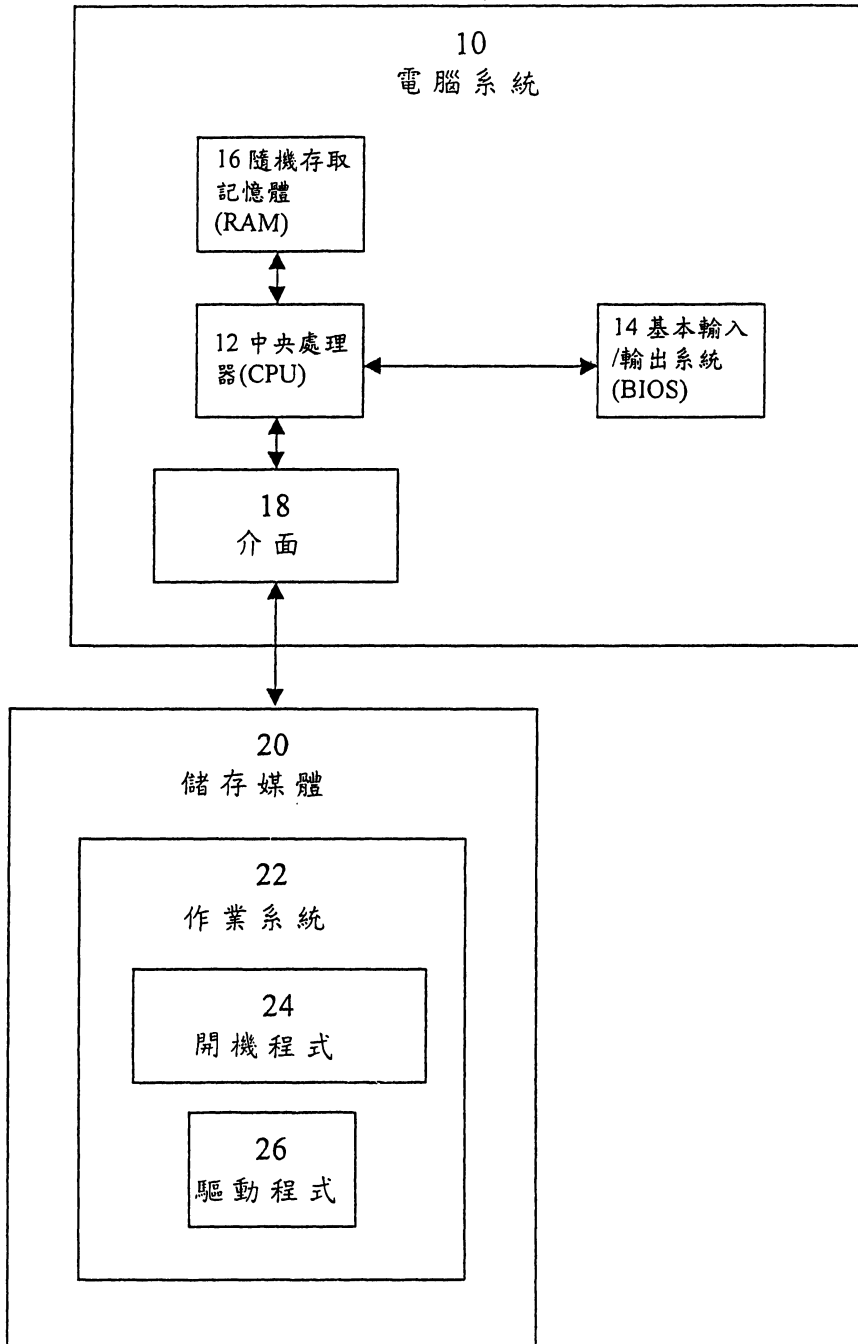 10
電腦系統
16 隨機存取
記憶體
(RAM)
12 中央處理
器(CPU)
14 基本輸入
/輸出系統
(BIOS)
18
介面
20
儲存媒體
22
作業系統
24
開機程式
26
驅動程式